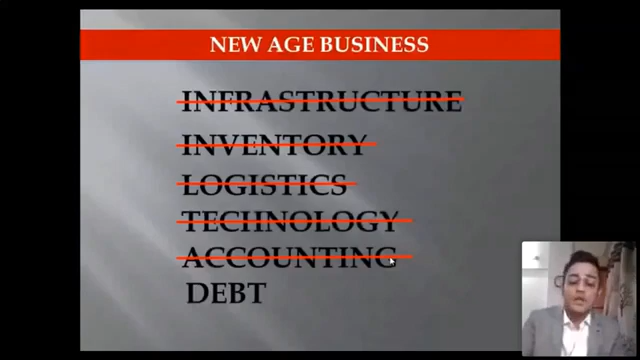 NEW AGE BUSINESS
INFRASTRUCTURE
INVENTORY
LOGISTICS
TECHNOLOGY
ACCOUNTING
DEBT